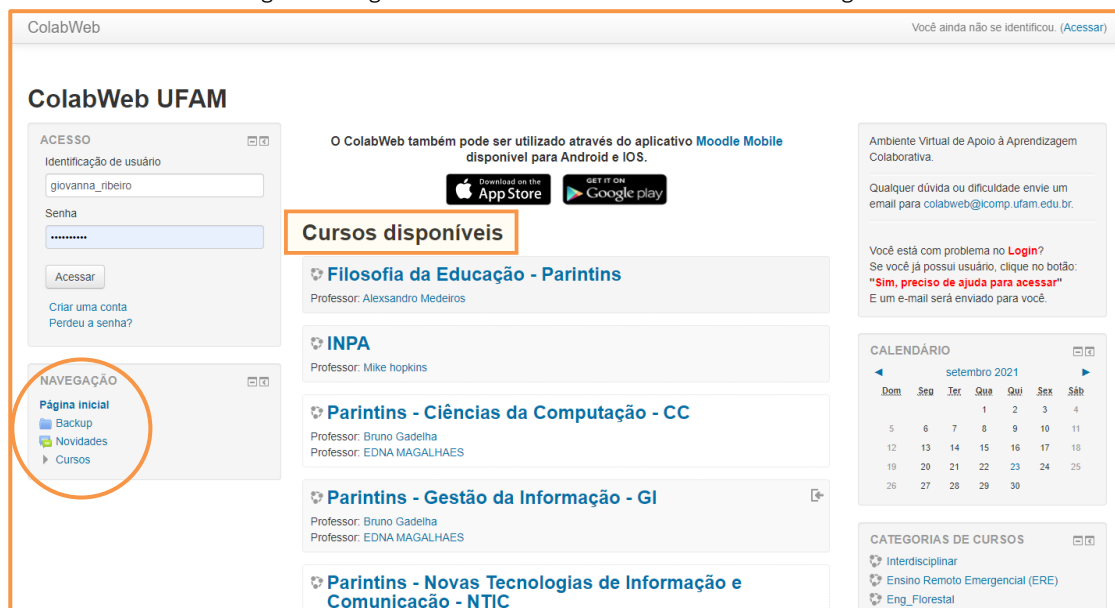 ColabWeb
Você ainda não se identificou. (Acessar)
ColabWeb UFAM
ACESSO
Identificação de usuário
giovanna_ribeiro
Senha
••••••••••
Acessar
Criar uma conta
Perdeu a senha?
NAVEGAÇÃO
Página inicial
Backup
Novidades
Cursos
O ColabWeb também pode ser utilizado através do aplicativo Moodle Mobile
disponível para Android e IOS.
Download on the
App Store
GET IT ON
Google play
Cursos disponíveis
Filosofia da Educação - Parintins
Professor: Alexsandro Medeiros
INPA
Professor: Mike hopkins
Parintins - Ciências da Computação - CC
Professor: Bruno Gadelha
Professor: EDNA MAGALHAES
Parintins - Gestão da Informação - GI
Professor: Bruno Gadelha
Professor: EDNA MAGALHAES
Parintins - Novas Tecnologias de Informação e
Comunicação - NTIC
Ambiente Virtual de Apoio à Aprendizagem
Colaborativa.
Qualquer dúvida ou dificuldade envie um
email para colabweb@icomp.ufam.edu.br.
Você está com problema no Login?
Se você já possui usuário, clique no botão:
"Sim, preciso de ajuda para acessar"
E um e-mail será enviado para você.
CALENDÁRIO
◄ setembro 2021 ►
Dom Seg Ter Qua Qui Sex Sáb
1 2 3 4
5 6 7 8 9 10 11
12 13 14 15 16 17 18
19 20 21 22 23 24 25
26 27 28 29 30
CATEGORIAS DE CURSOS
Interdisciplinar
Ensino Remoto Emergencial (ERE)
Eng_Florestal